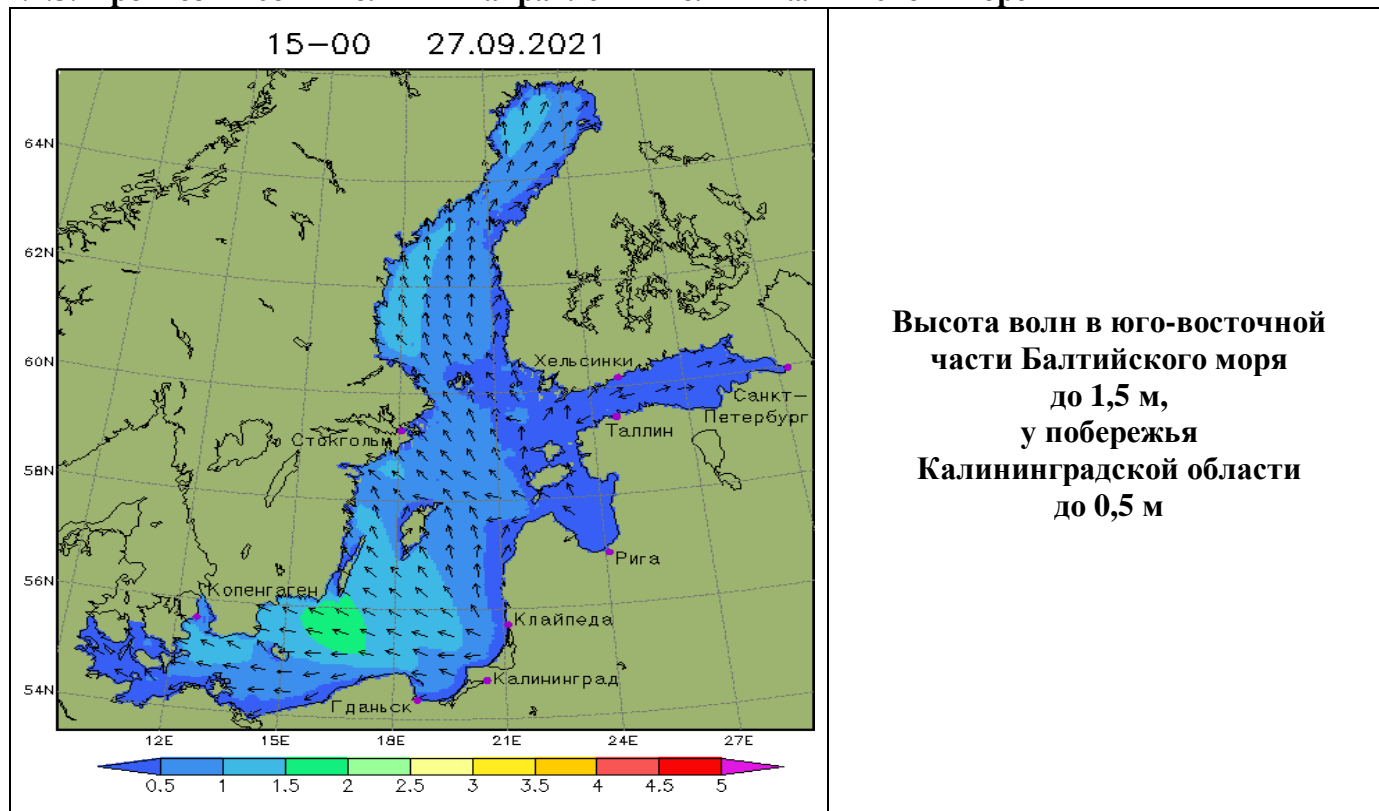 15-00 27.09.2021
64N
62N
Хельсинки
60N
Санкт-
Петербург
Стокгольм
Таллин
58N
Рига
56N
Копенгаген
Клайпеда
Калининград
54N
Гданьск
12E 15E 18E 21E 24E 27E
0.5 1 1.5 2 2.5 3 3.5 4 4.5 5
Высота волн в юго-восточной
части Балтийского моря
до 1,5 м,
у побережья
Калининградской области
до 0,5 м